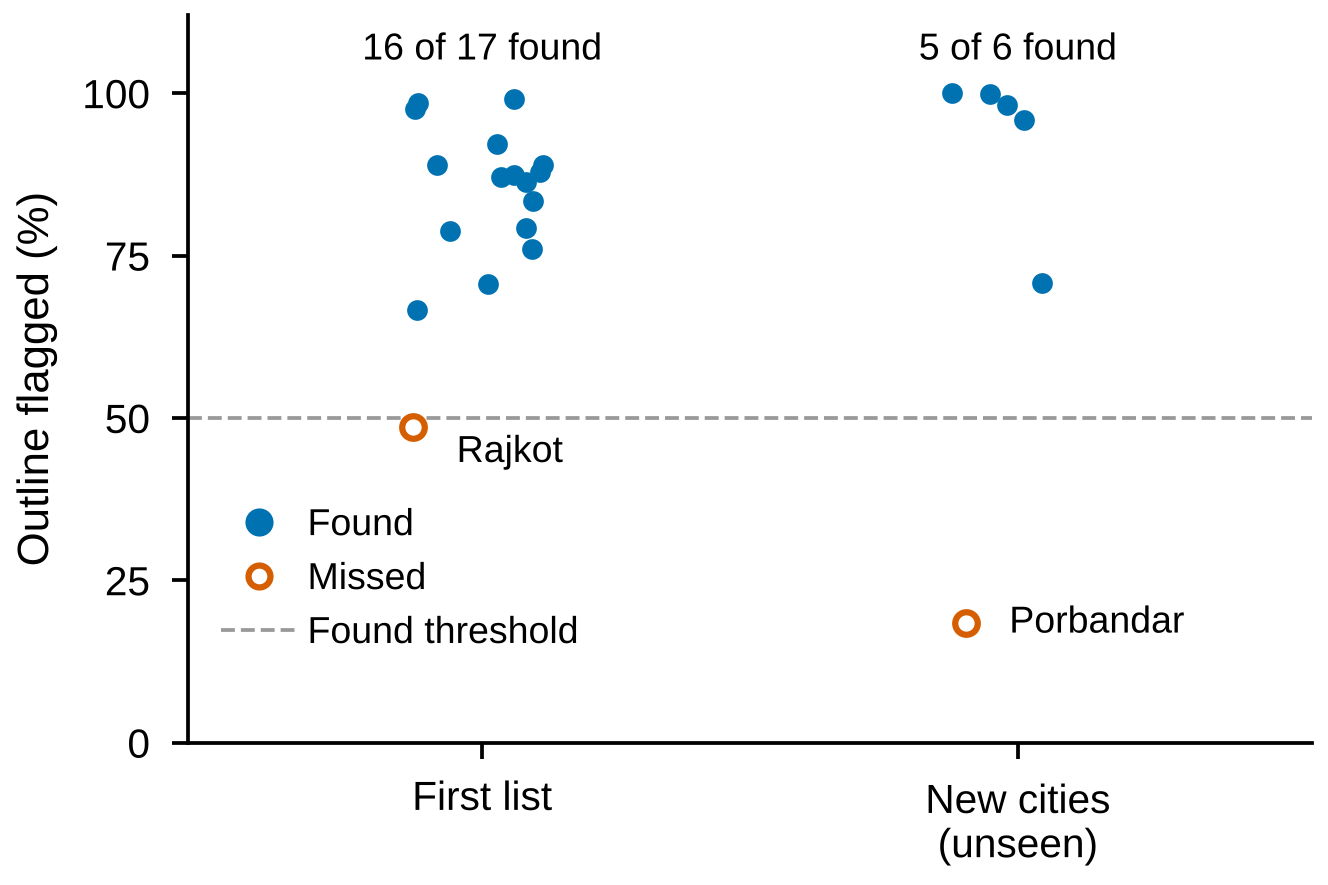 16 of 17 found
5 of 6 found
Outline flagged (%)
100
75
50
25
0
Rajkot
Found
Missed
Found threshold
Porbandar
First list
New cities
(unseen)